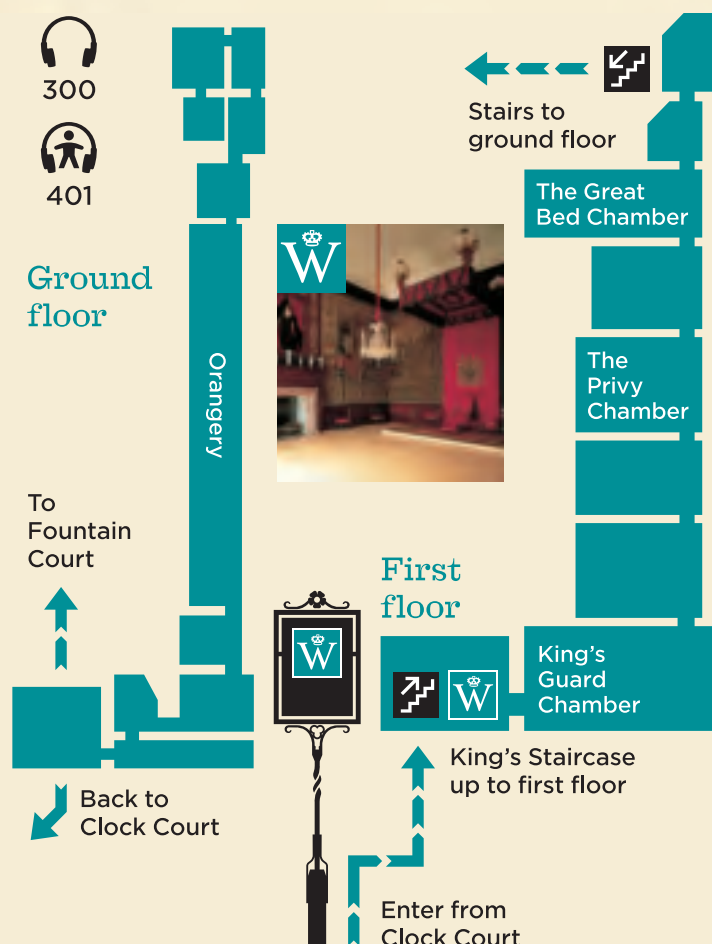 300
401
Stairs to
ground floor
The Great
Bed Chamber
W
Ground
floor
Orangery
The
Privy
Chamber
To
Fountain
Court
First
floor
W
W
King's
Guard
Chamber
King's Staircase
up to first floor
Back to
Clock Court
Enter from
Clock Court